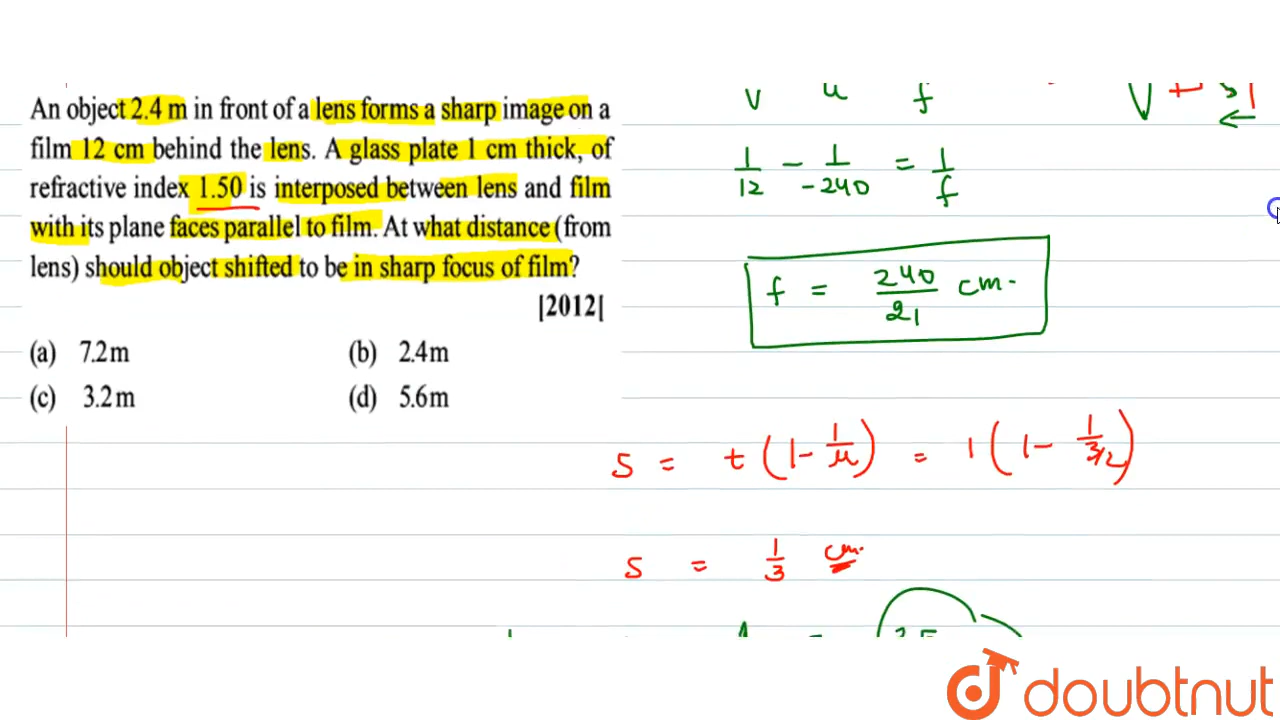 An object 2.4 m in front of a lens forms a sharp image on a
film 12 cm behind the lens. A glass plate 1 cm thick, of
refractive index 1.50 is interposed between lens and film
with its plane faces parallel to film. At what distance (from
lens) should object shifted to be in sharp focus of film?
|2012|
(a) 7.2m (b) 2.4m
(c) 3.2m (d) 5.6m
v u f
1/12 - 1/-240 = 1/f
f = 240/21 cm.
S = t(1-1/μ) = 1(1-1/3/2)
S = 1/3 cm.
doubtnut